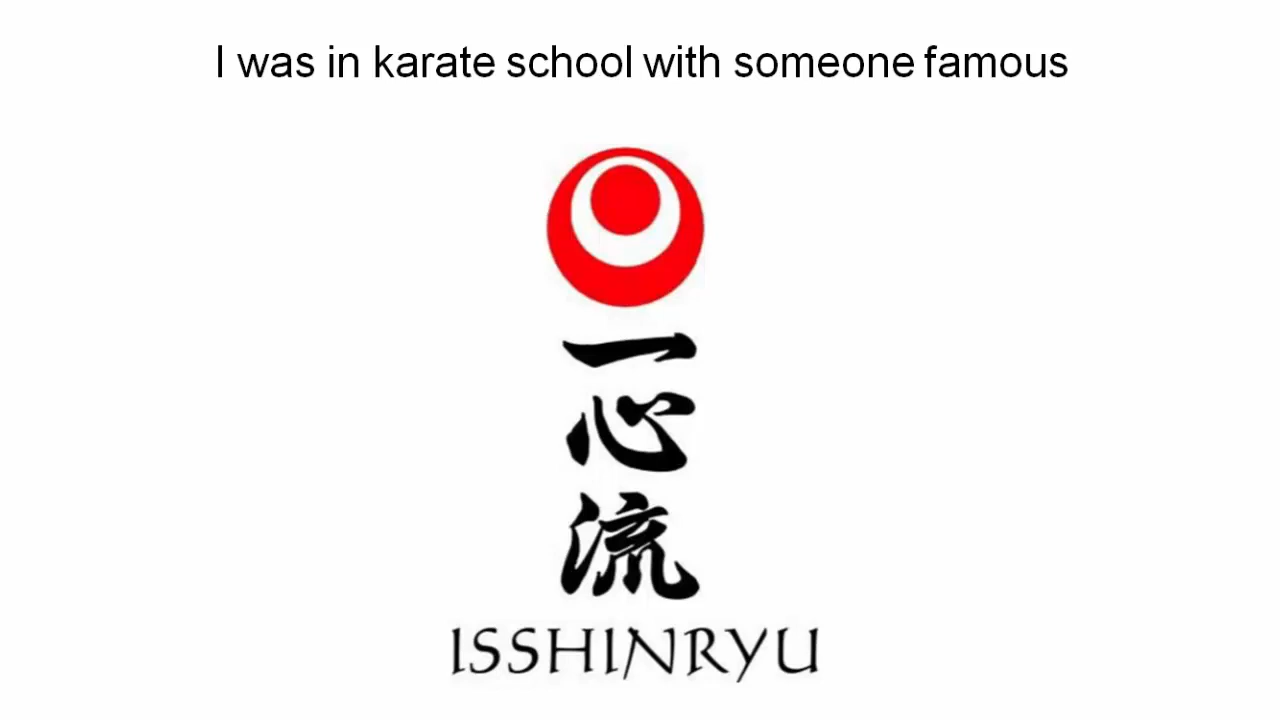 I was in karate school with someone famous
一
心
流
ISSHINRYU